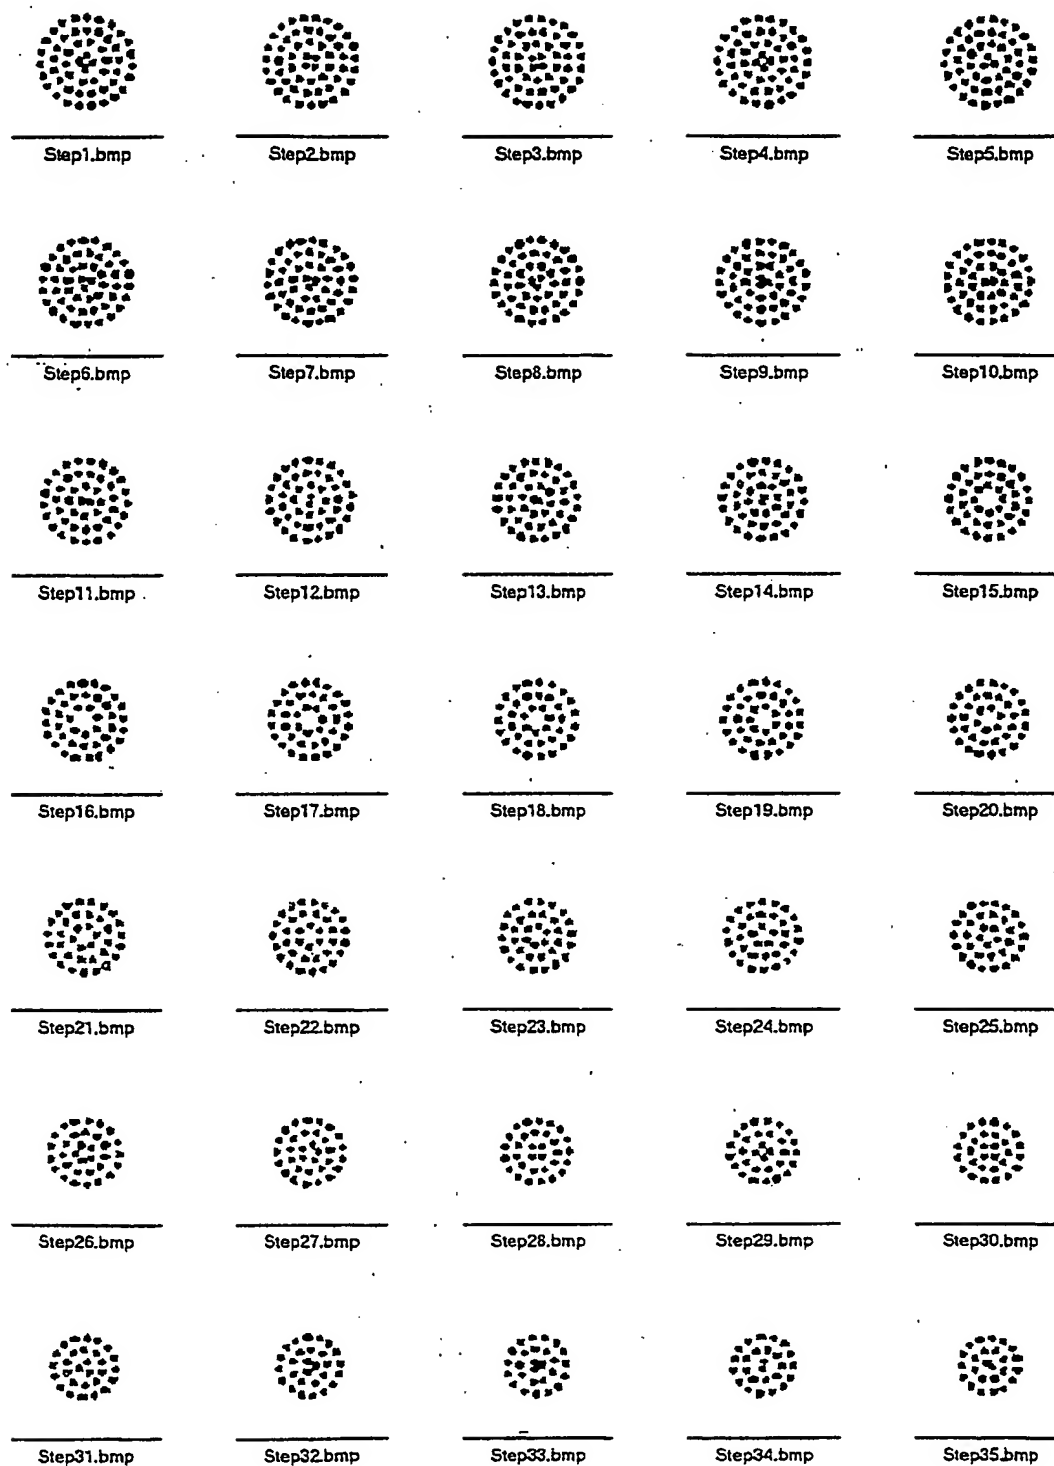 Step1.bmp Step2.bmp Step3.bmp Step4.bmp Step5.bmp
Step6.bmp Step7.bmp Step8.bmp Step9.bmp Step10.bmp
Step11.bmp Step12.bmp Step13.bmp Step14.bmp Step15.bmp
Step16.bmp Step17.bmp Step18.bmp Step19.bmp Step20.bmp
Step21.bmp Step22.bmp Step23.bmp Step24.bmp Step25.bmp
Step26.bmp Step27.bmp Step28.bmp Step29.bmp Step30.bmp
Step31.bmp Step32.bmp Step33.bmp Step34.bmp Step35.bmp